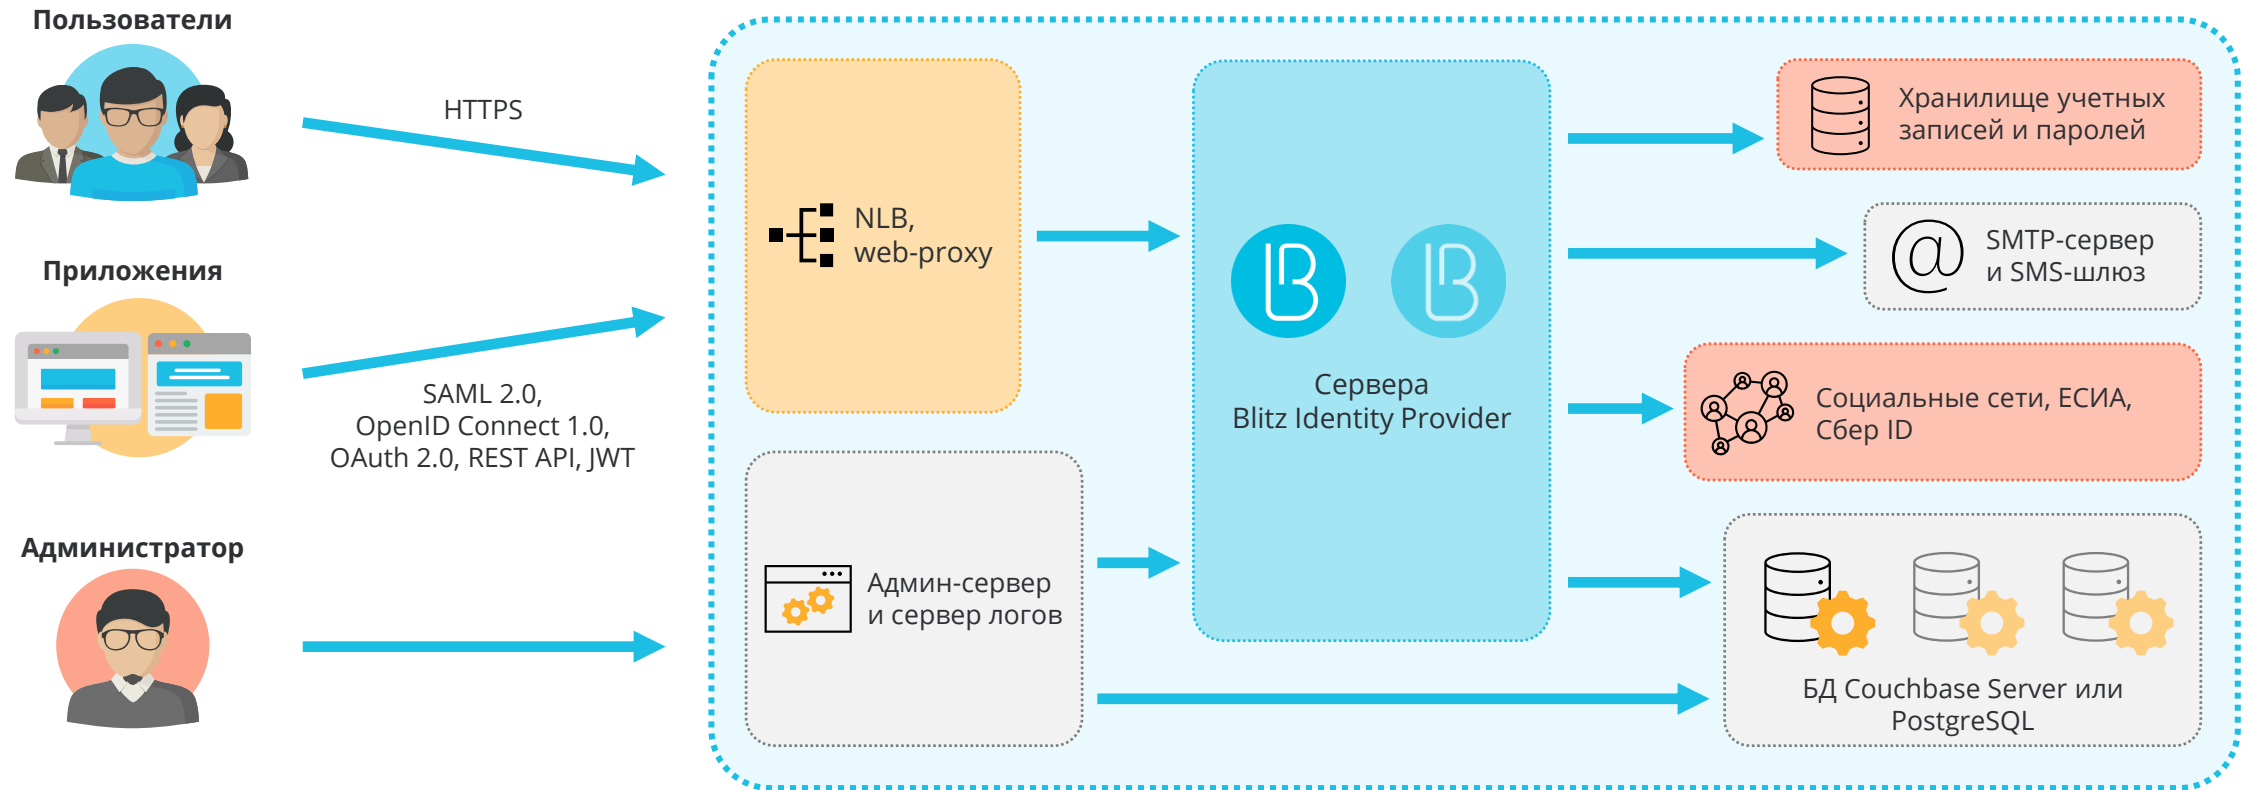 Пользователи
HTTPS
Приложения
SAML 2.0,
OpenID Connect 1.0,
OAuth 2.0, REST API, JWT
Администратор
NLB,
web-proxy
Админ-сервер
и сервер логов
Сервера
Blitz Identity Provider
Хранилище учетных
записей и паролей
@
SMTP-сервер
и SMS-шлюз
Социальные сети, ЕСИА,
Сбер ID
БД Couchbase Server или
PostgreSQL